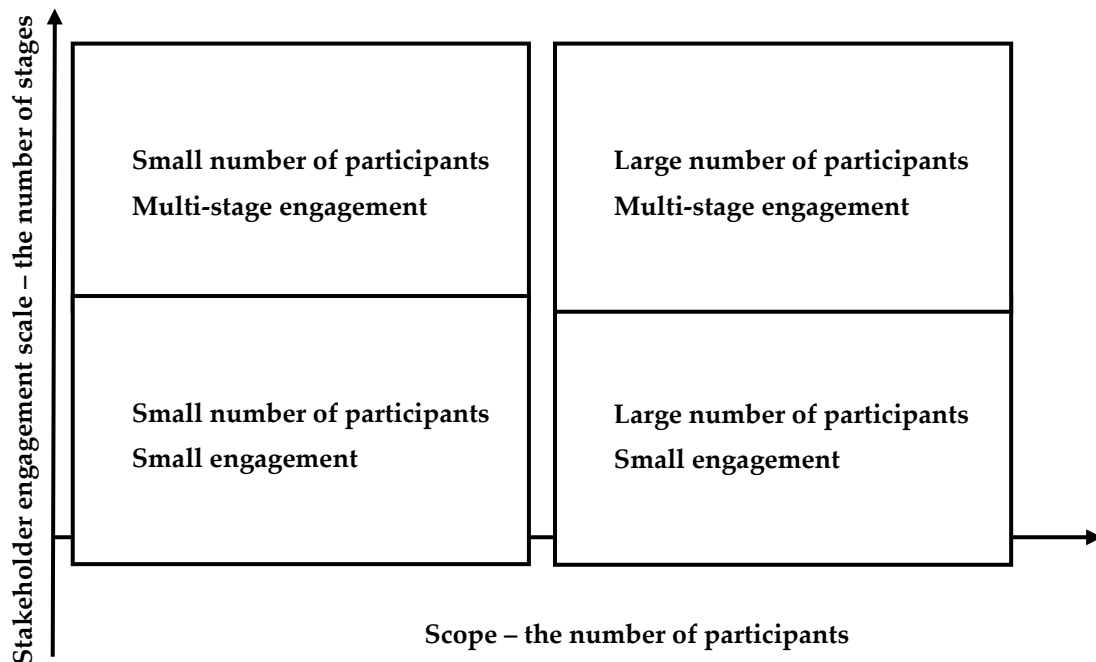 Stakeholder engagement scale – the number of stages
Small number of participants
Multi-stage engagement
Large number of participants
Multi-stage engagement
Small number of participants
Small engagement
Large number of participants
Small engagement
Scope – the number of participants